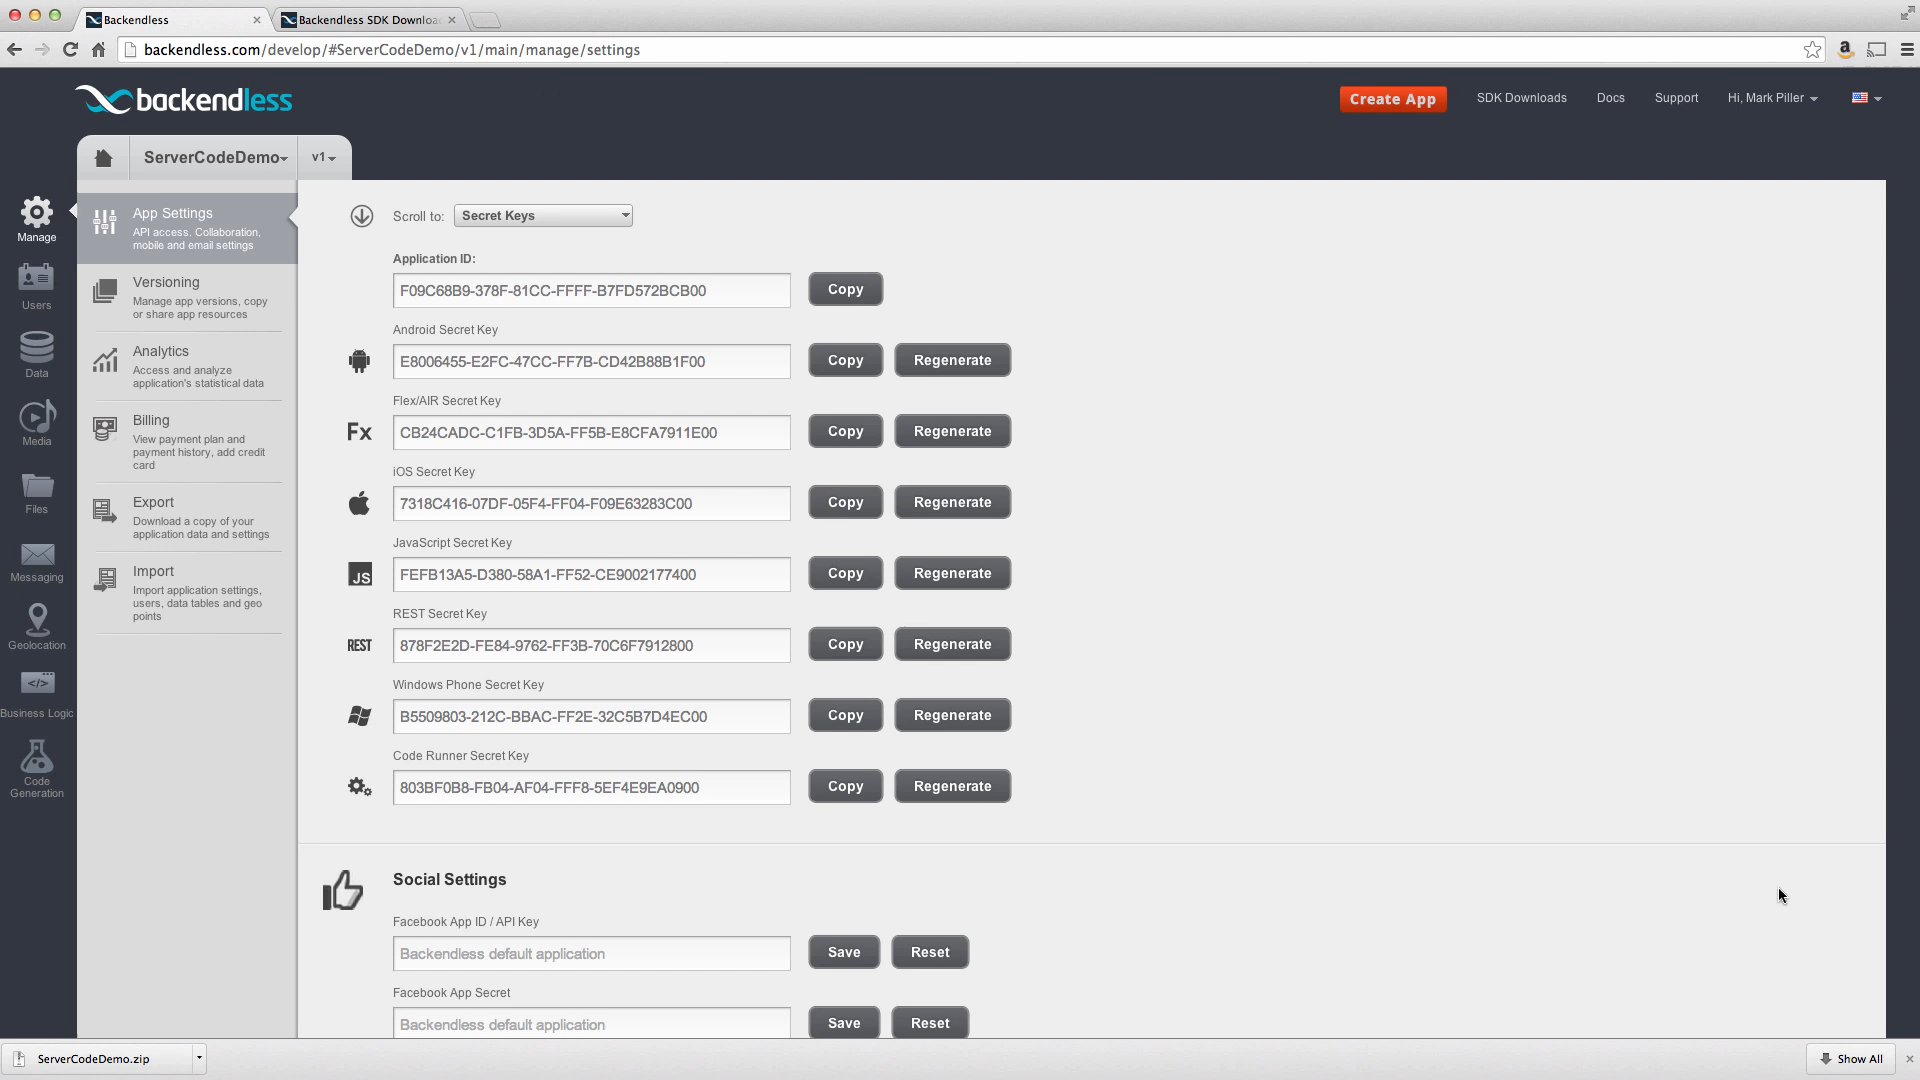 Backendless
Backendless SDK Downloa
backendless.com/develop/#ServerCodeDemo/v1/main/manage/settings
backendless
Create App
SDK Downloads
Docs
Support
Hi, Mark Piller
ServerCodeDemo
v1
Manage
Users
Data
Media
Files
Messaging
Geolocation
Business Logic
Code
Generation
App Settings
API access. Collaboration,
mobile and email settings
Versioning
Manage app versions, copy
or share app resources
Analytics
Access and analyze
application's statistical data
Billing
View payment plan and
payment history, add credit
card
Export
Download a copy of your
application data and settings
Import
Import application settings,
users, data tables and geo
points
Scroll to:
Secret Keys
Application ID:
F09C68B9-378F-81CC-FFFF-B7FD572BCB00
Copy
Android Secret Key
E8006455-E2FC-47CC-FF7B-CD42B88B1F00
Copy
Regenerate
Flex/AIR Secret Key
Fx
CB24CADC-C1FB-3D5A-FF5B-E8CFA7911E00
Copy
Regenerate
iOS Secret Key
7318C416-07DF-05F4-FF04-F09E63283C00
Copy
Regenerate
JavaScript Secret Key
JS
FEFB13A5-D380-58A1-FF52-CE9002177400
Copy
Regenerate
REST Secret Key
REST
878F2E2D-FE84-9762-FF3B-70C6F7912800
Copy
Regenerate
Windows Phone Secret Key
B5509803-212C-BBAC-FF2E-32C5B7D4EC00
Copy
Regenerate
Code Runner Secret Key
803BF0B8-FB04-AF04-FFF8-5EF4E9EA0900
Copy
Regenerate
Social Settings
Facebook App ID / API Key
Backendless default application
Save
Reset
Facebook App Secret
Backendless default application
Save
Reset
ServerCodeDemo.zip
Show All